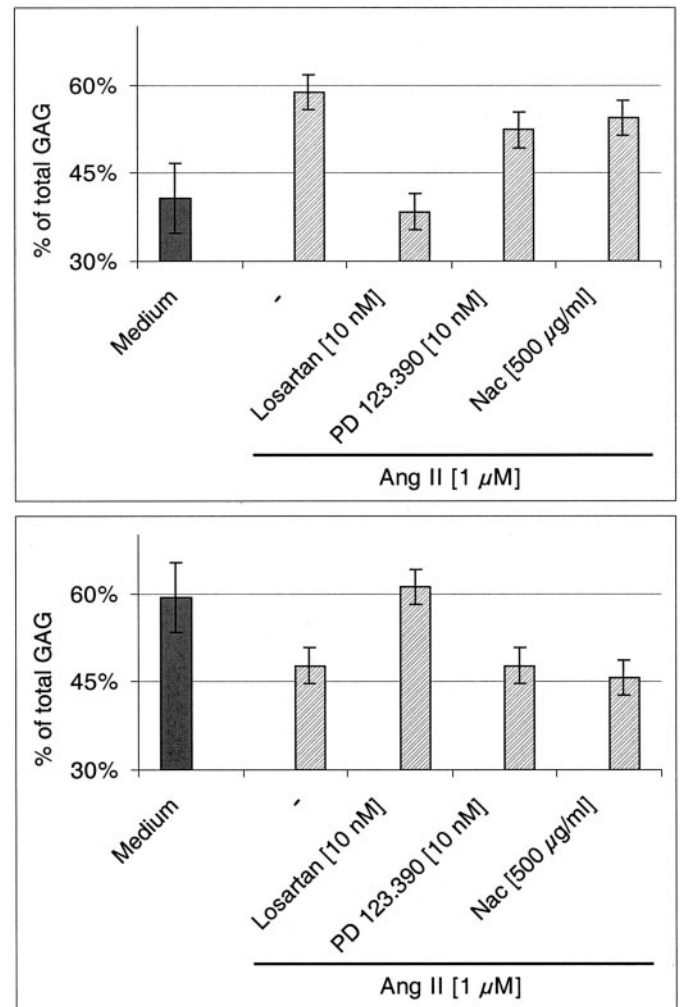 % of total GAG
60%
45%
30%
Medium
-
Losartan [10 nM]
PD 123.390 [10 nM]
Nac [500 µg/ml]
Ang II [1 µM]
% of total GAG
60%
45%
30%
Medium
-
Losartan [10 nM]
PD 123.390 [10 nM]
Nac [500 µg/ml]
Ang II [1 µM]